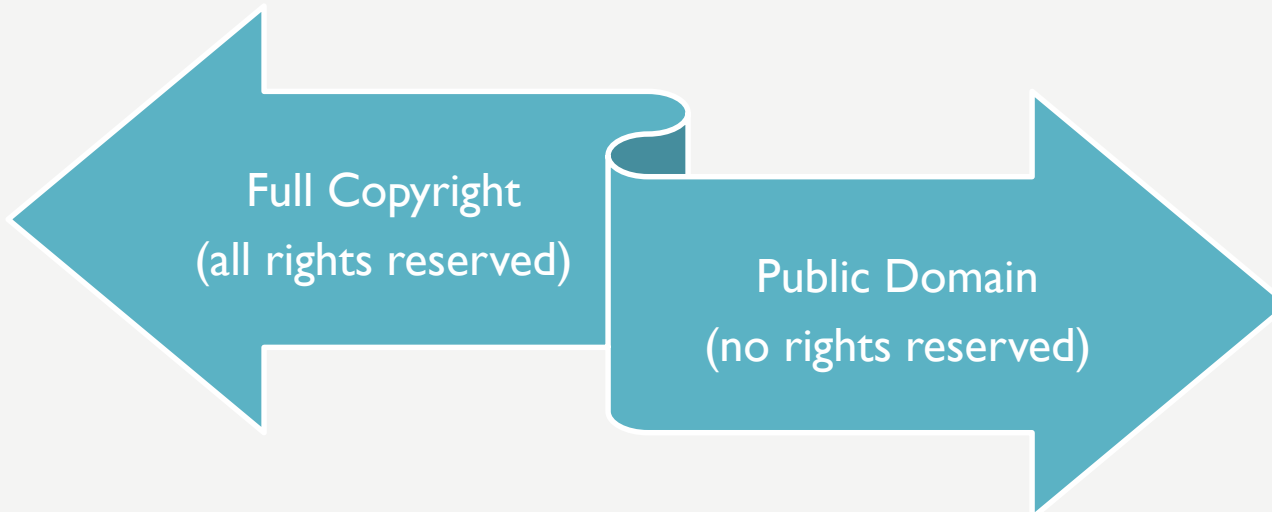 Full Copyright
(all rights reserved)
Public Domain
(no rights reserved)